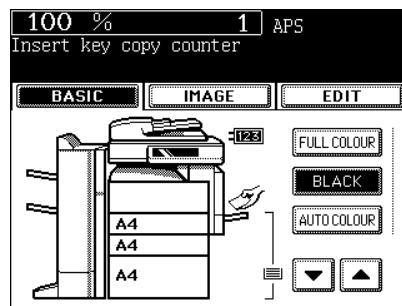 100 % 1 APS
Insert key copy counter
BASIC IMAGE EDIT
123
FULL COLOUR
BLACK
AUTO COLOUR
A4
A4
A4